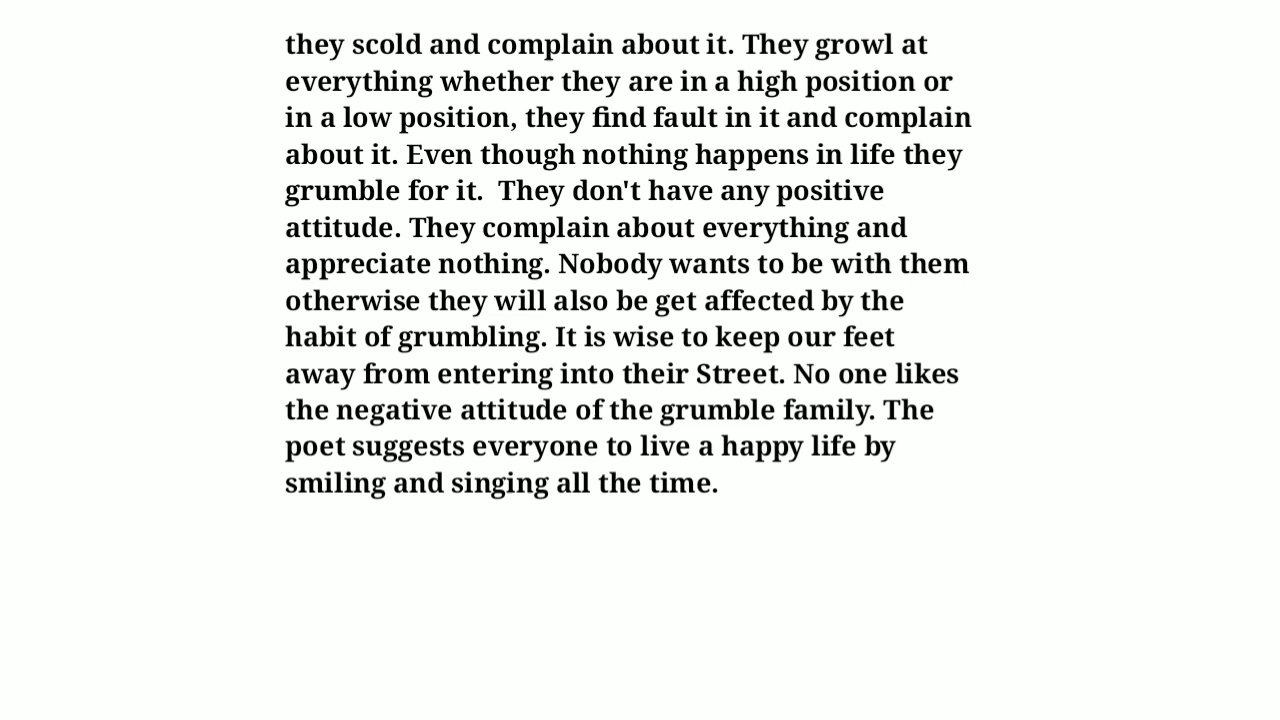 they scold and complain about it. They growl at
everything whether they are in a high position or
in a low position, they find fault in it and complain
about it. Even though nothing happens in life they
grumble for it.  They don't have any positive
attitude. They complain about everything and
appreciate nothing. Nobody wants to be with them
otherwise they will also be get affected by the
habit of grumbling. It is wise to keep our feet
away from entering into their Street. No one likes
the negative attitude of the grumble family. The
poet suggests everyone to live a happy life by
smiling and singing all the time.